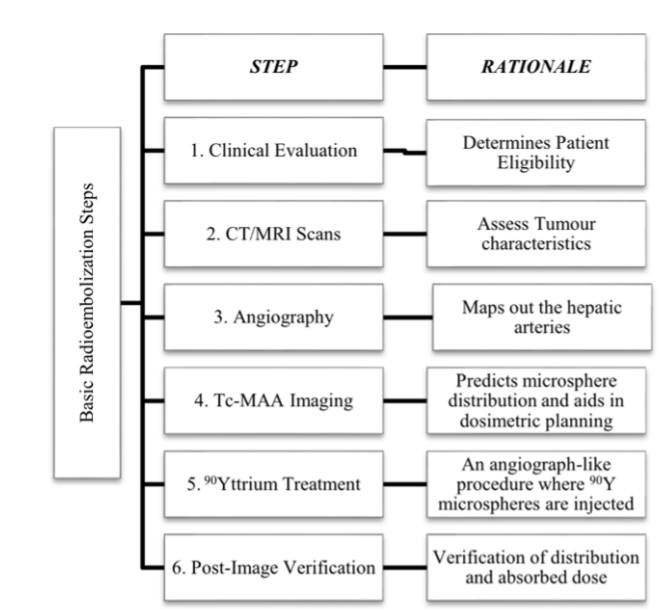 Basic Radioembolization Steps
STEP
RATIONALE
1. Clinical Evaluation
Determines Patient
Eligibility
2. CT/MRI Scans
Assess Tumour
characteristics
3. Angiography
Maps out the hepatic
arteries
4. Tc-MAA Imaging
Predicts microsphere
distribution and aids in
dosimetric planning
5. ⁹⁰Yttrium Treatment
An angiograph-like
procedure where ⁹⁰Y
microspheres are injected
6. Post-Image Verification
Verification of distribution
and absorbed dose